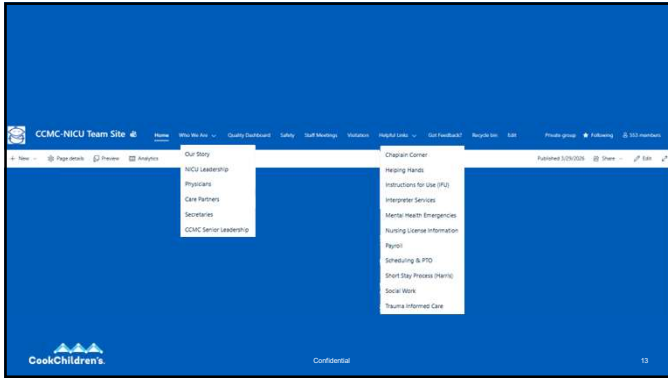 CCMC-NICU Team Site Home Who We Are Quality Dashboard Safety Staff Meetings Visitation Helpful Links Got Feedback? Recycle bin Edit Private group Following 353 members
+ New Page details Preview Analytics Published 5/29/2026 Share Edit
Our Story
NICU Leadership
Physicians
Care Partners
Secretaries
CCMC Senior Leadership
Chaplain Corner
Helping Hands
Instructions for Use (IFU)
Interpreter Services
Mental Health Emergencies
Nursing License Information
Payroll
Scheduling & PTO
Short Stay Process (Harris)
Social Work
Trauma Informed Care
CookChildren's.
Confidential
13